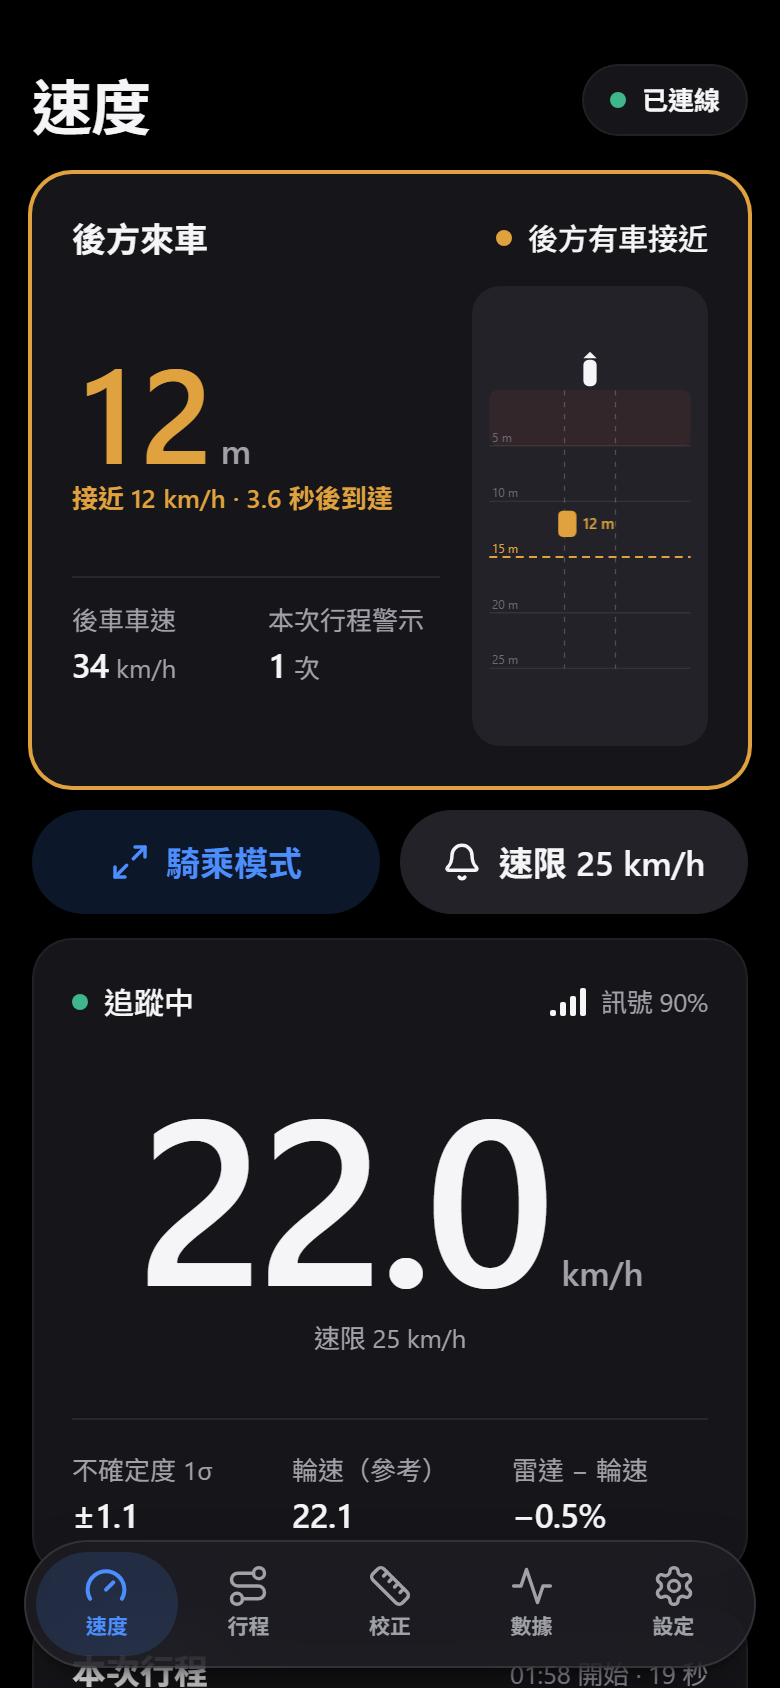 速度
已連線
後方來車
後方有車接近
12 m
接近 12 km/h · 3.6 秒後到達
後車車速
本次行程警示
34 km/h
1 次
5 m
10 m
12 m
15 m
20 m
25 m
騎乘模式
速限 25 km/h
追蹤中
訊號 90%
22.0 km/h
速限 25 km/h
不確定度 1σ
輪速（參考）
雷達 – 輪速
±1.1
22.1
−0.5%
速度
行程
校正
數據
設定
本次行程
01:58 開始 · 19 秒